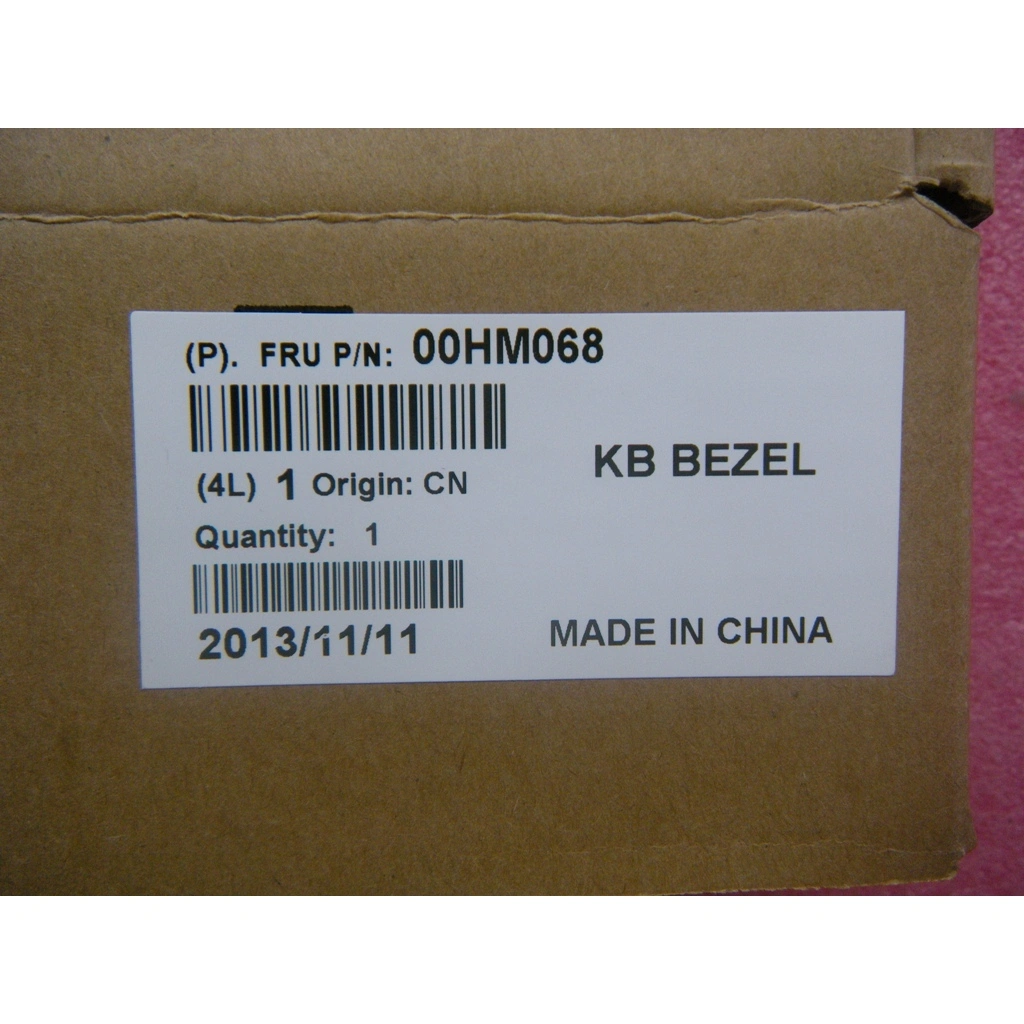 (P). FRU P/N: 00HM068
KB BEZEL
(4L) 1 Origin: CN
Quantity: 1
2013/11/11
MADE IN CHINA